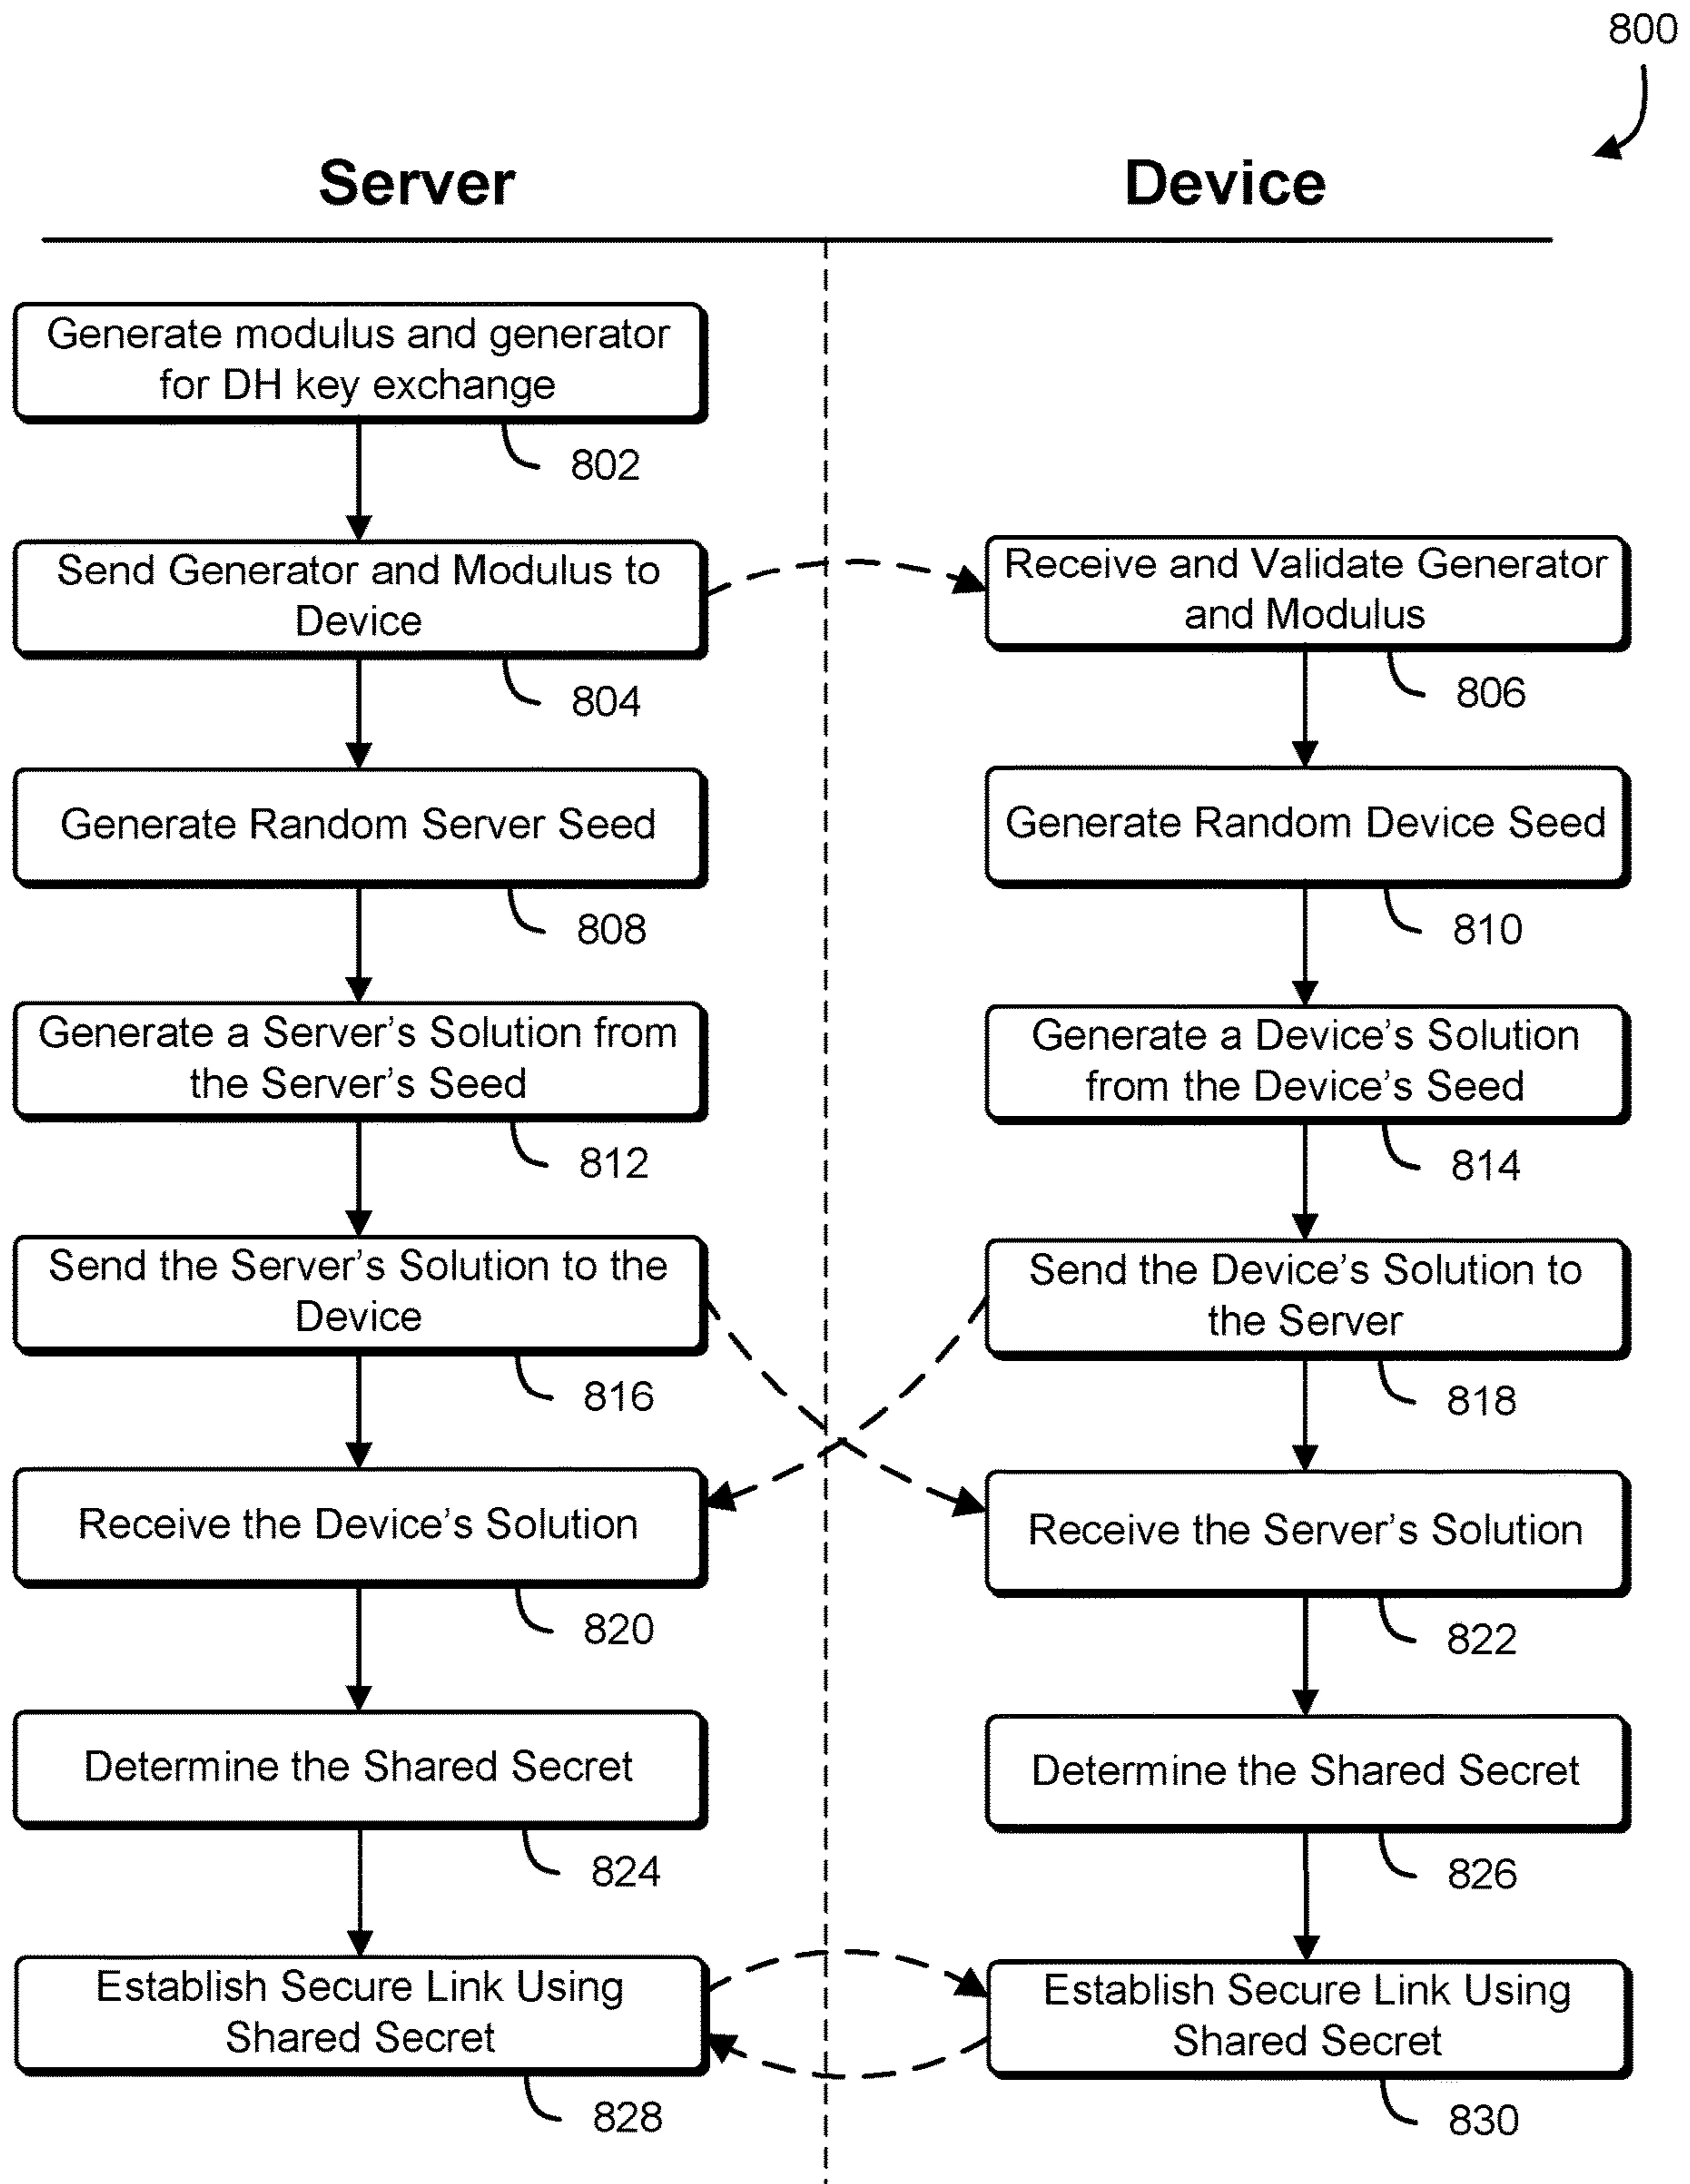 800
Server
Device
Generate modulus and generator
for DH key exchange
802
Send Generator and Modulus to
Device
804
Receive and Validate Generator
and Modulus
806
Generate Random Server Seed
808
Generate Random Device Seed
810
Generate a Server's Solution from
the Server's Seed
812
Generate a Device's Solution
from the Device's Seed
814
Send the Server's Solution to the
Device
816
Send the Device's Solution to
the Server
818
Receive the Device's Solution
820
Receive the Server's Solution
822
Determine the Shared Secret
824
Determine the Shared Secret
826
Establish Secure Link Using
Shared Secret
828
Establish Secure Link Using
Shared Secret
830